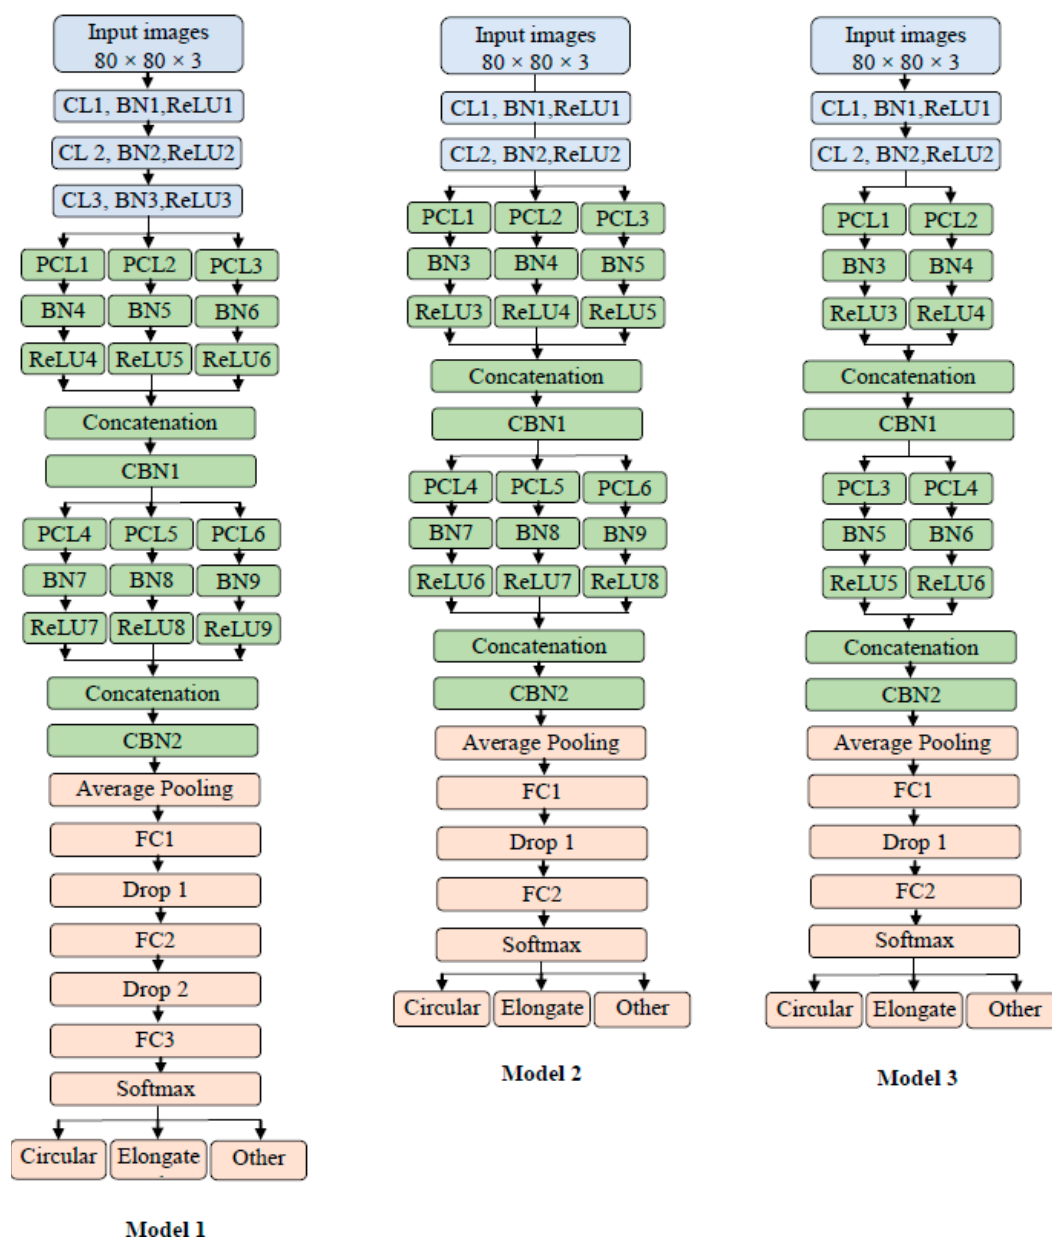 Input images
80 × 80 × 3
CL1, BN1,ReLU1
CL 2, BN2,ReLU2
CL3, BN3,ReLU3
PCL1 PCL2 PCL3
BN4 BN5 BN6
ReLU4 ReLU5 ReLU6
Concatenation
CBN1
PCL4 PCL5 PCL6
BN7 BN8 BN9
ReLU7 ReLU8 ReLU9
Concatenation
CBN2
Average Pooling
FC1
Drop 1
FC2
Drop 2
FC3
Softmax
Circular Elongate Other
Model 1
Input images
80 × 80 × 3
CL1, BN1,ReLU1
CL2, BN2,ReLU2
PCL1 PCL2 PCL3
BN3 BN4 BN5
ReLU3 ReLU4 ReLU5
Concatenation
CBN1
PCL4 PCL5 PCL6
BN7 BN8 BN9
ReLU6 ReLU7 ReLU8
Concatenation
CBN2
Average Pooling
FC1
Drop 1
FC2
Softmax
Circular Elongate Other
Model 2
Input images
80 × 80 × 3
CL1, BN1,ReLU1
CL 2, BN2,ReLU2
PCL1 PCL2
BN3 BN4
ReLU3 ReLU4
Concatenation
CBN1
PCL3 PCL4
BN5 BN6
ReLU5 ReLU6
Concatenation
CBN2
Average Pooling
FC1
Drop 1
FC2
Softmax
Circular Elongate Other
Model 3